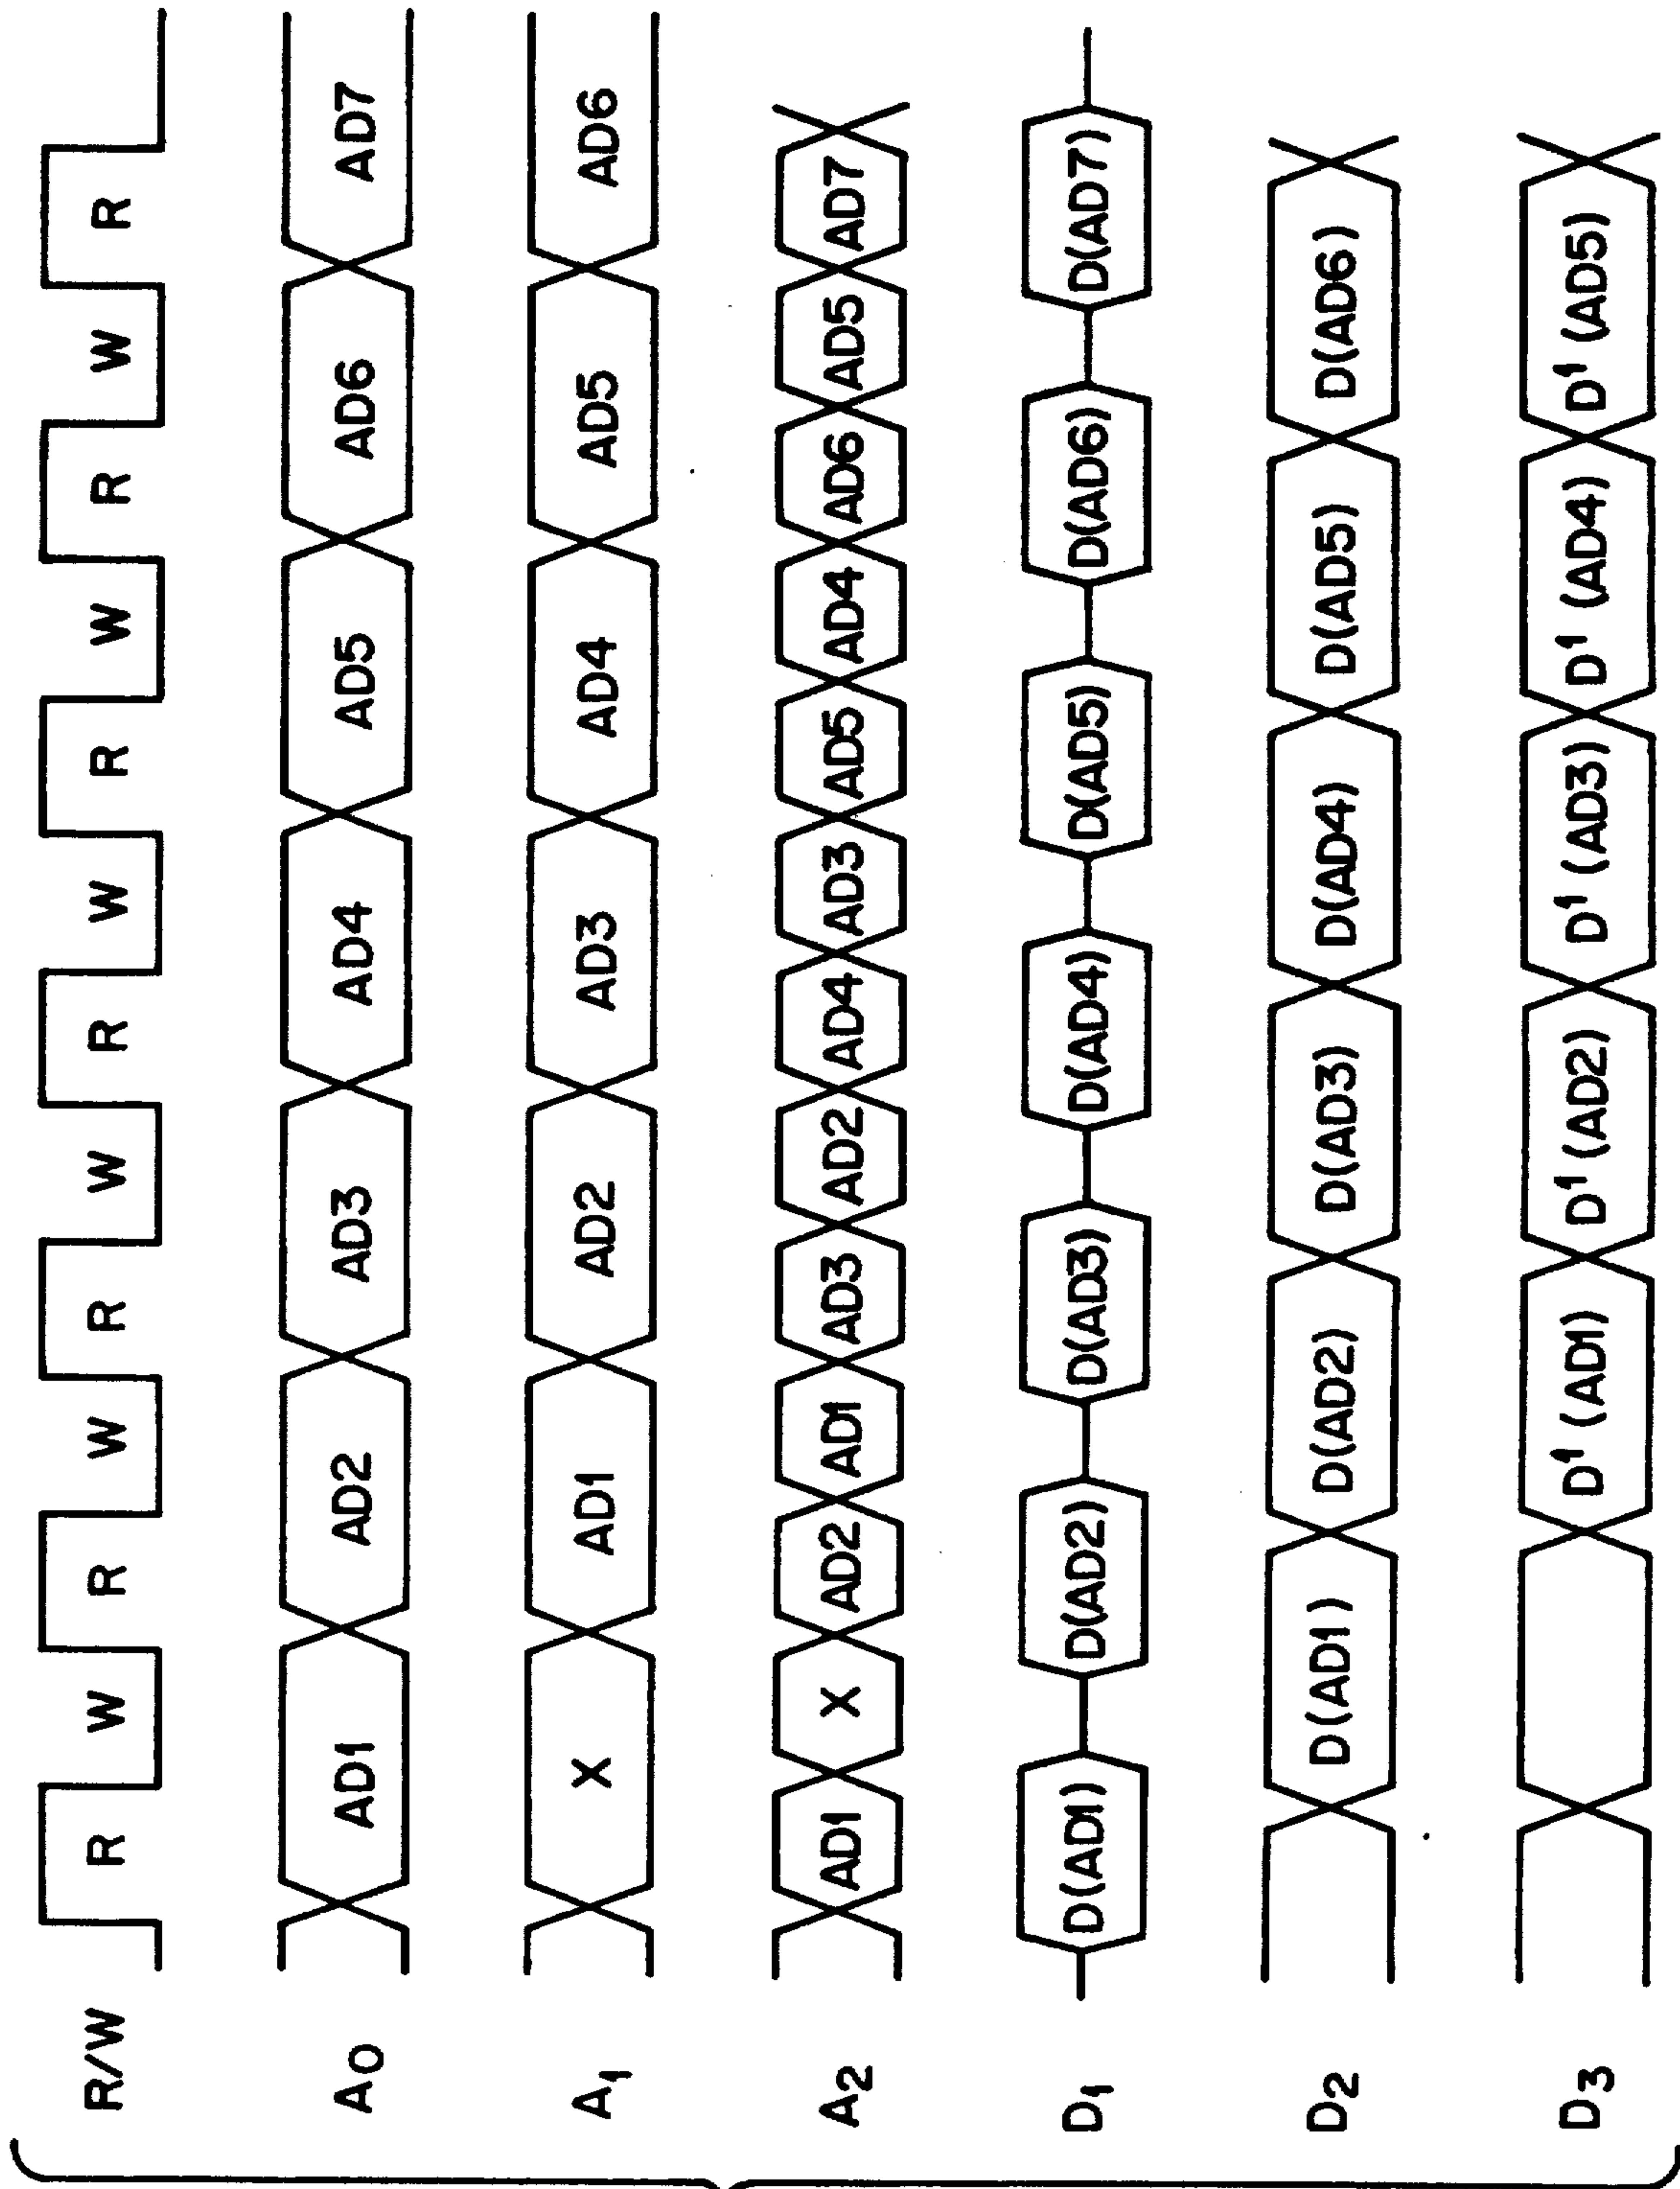 R/W R W R W R W R W R W R W R
A0 AD1 AD2 AD3 AD4 AD5 AD6 AD7
A1 X AD1 AD2 AD3 AD4 AD5 AD6
A2 AD1 X AD2 AD1 AD3 AD2 AD4 AD3 AD5 AD4 AD6 AD5 AD7
D1 D(AD1) D(AD2) D(AD3) D(AD4) D(AD5) D(AD6) D(AD7)
D2 D(AD1) D(AD2) D(AD3) D(AD4) D(AD5) D(AD6)
D3 D'(AD1) D'(AD2) D'(AD3) D'(AD4) D'(AD5)